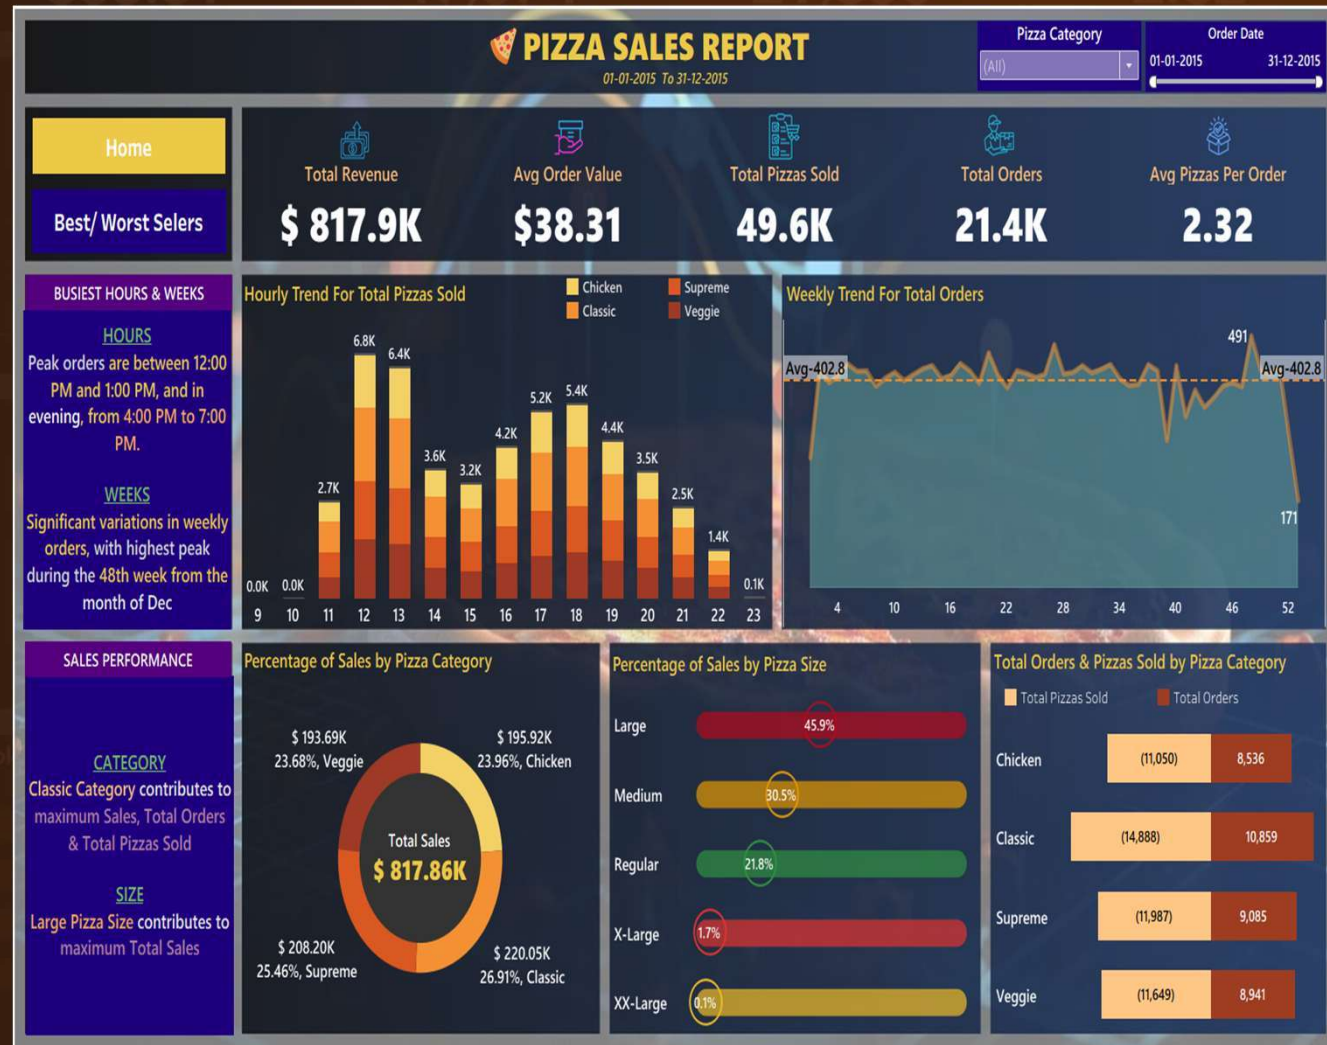 PIZZA SALES REPORT
01-01-2015 To 31-12-2015
Pizza Category
(All)
Order Date
01-01-2015 31-12-2015
Home
Best/ Worst Selers
Total Revenue
$ 817.9K
Avg Order Value
$38.31
Total Pizzas Sold
49.6K
Total Orders
21.4K
Avg Pizzas Per Order
2.32
BUSIEST HOURS & WEEKS
HOURS
Peak orders are between 12:00
PM and 1:00 PM, and in
evening, from 4:00 PM to 7:00
PM.
WEEKS
Significant variations in weekly
orders, with highest peak
during the 48th week from the
month of Dec
Hourly Trend For Total Pizzas Sold
Chicken Supreme
Classic Veggie
0.0K 0.0K 2.7K 6.8K 6.4K 3.6K 3.2K 4.2K 5.2K 5.4K 4.4K 3.5K 2.5K 1.4K 0.1K
9 10 11 12 13 14 15 16 17 18 19 20 21 22 23
Weekly Trend For Total Orders
491
Avg-402.8 Avg-402.8
171
4 10 16 22 28 34 40 46 52
SALES PERFORMANCE
CATEGORY
Classic Category contributes to
maximum Sales, Total Orders
& Total Pizzas Sold
SIZE
Large Pizza Size contributes to
maximum Total Sales
Percentage of Sales by Pizza Category
$ 193.69K
23.68%, Veggie
$ 195.92K
23.96%, Chicken
Total Sales
$ 817.86K
$ 208.20K
25.46%, Supreme
$ 220.05K
26.91%, Classic
Percentage of Sales by Pizza Size
Large 45.9%
Medium 30.5%
Regular 21.8%
X-Large 1.7%
XX-Large 0.1%
Total Orders & Pizzas Sold by Pizza Category
Total Pizzas Sold Total Orders
Chicken (11,050) 8,536
Classic (14,888) 10,859
Supreme (11,987) 9,085
Veggie (11,649) 8,941